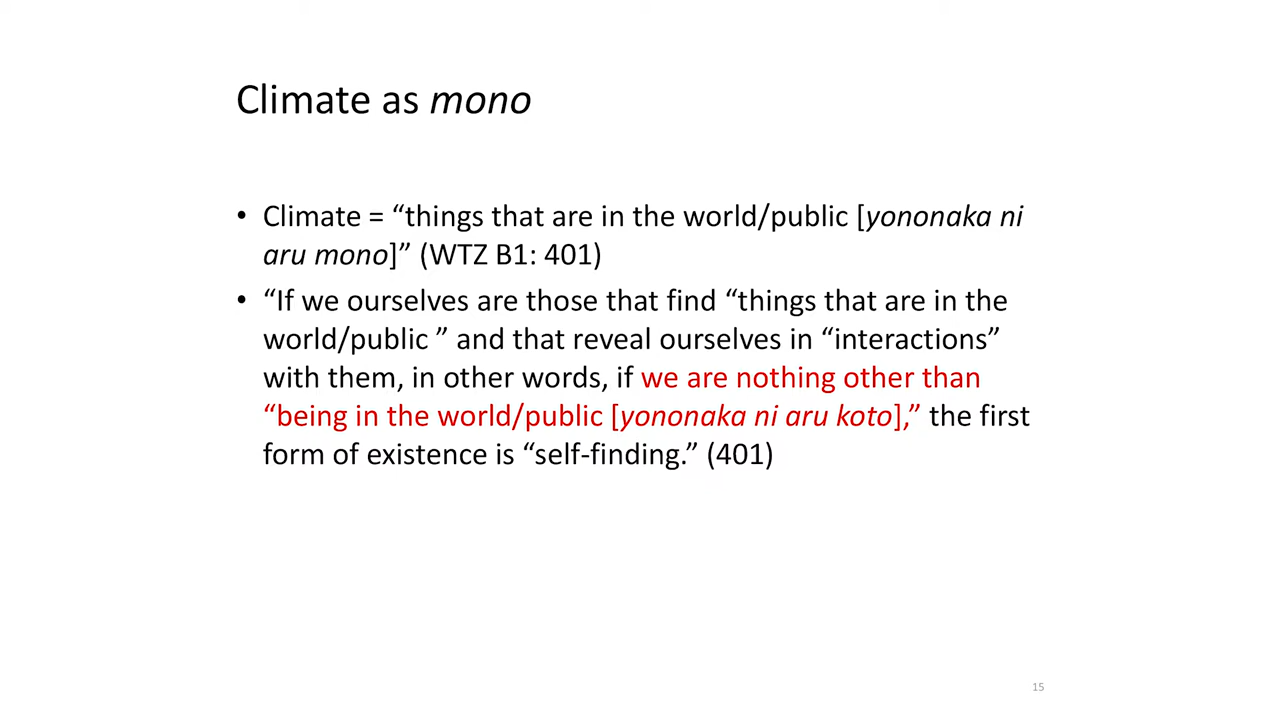 Climate as mono
• Climate = “things that are in the world/public [yononaka ni
aru mono]” (WTZ B1: 401)
• “If we ourselves are those that find “things that are in the
world/public ” and that reveal ourselves in “interactions”
with them, in other words, if we are nothing other than
“being in the world/public [yononaka ni aru koto],” the first
form of existence is “self-finding.” (401)
15